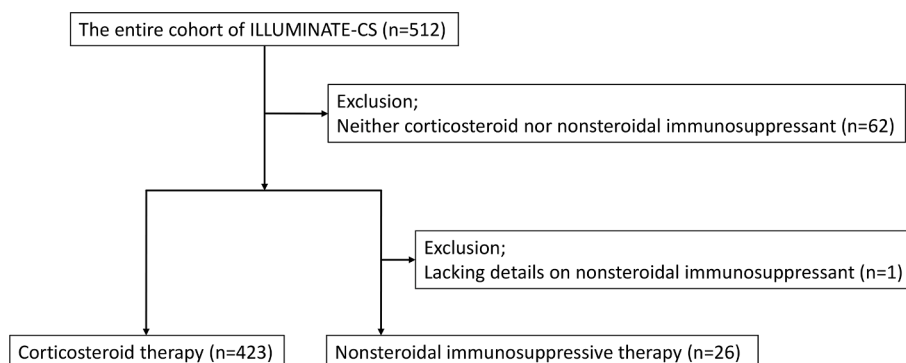 The entire cohort of ILLUMINATE-CS (n=512)
Exclusion;
Neither corticosteroid nor nonsteroidal immunosuppressant (n=62)
Exclusion;
Lacking details on nonsteroidal immunosuppressant (n=1)
Corticosteroid therapy (n=423)
Nonsteroidal immunosuppressive therapy (n=26)